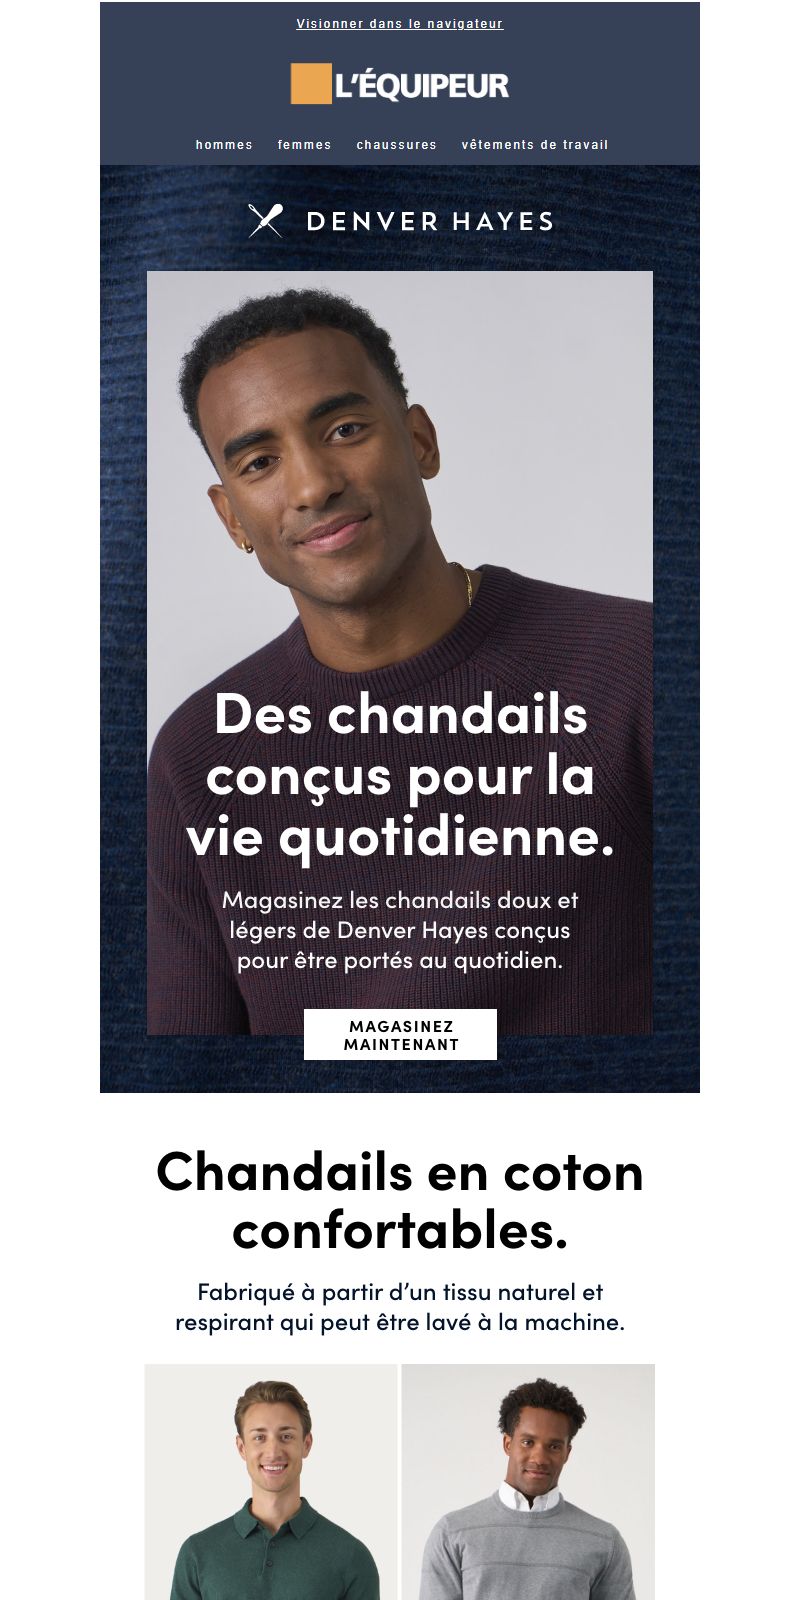 Visionner dans le navigateur
L'ÉQUIPEUR
hommes femmes chaussures vêtements de travail
DENVER HAYES
Des chandails
conçus pour la
vie quotidienne.
Magasinez les chandails doux et
légers de Denver Hayes conçus
pour être portés au quotidien.
MAGASINEZ
MAINTENANT
Chandails en coton
confortables.
Fabriqué à partir d’un tissu naturel et
respirant qui peut être lavé à la machine.